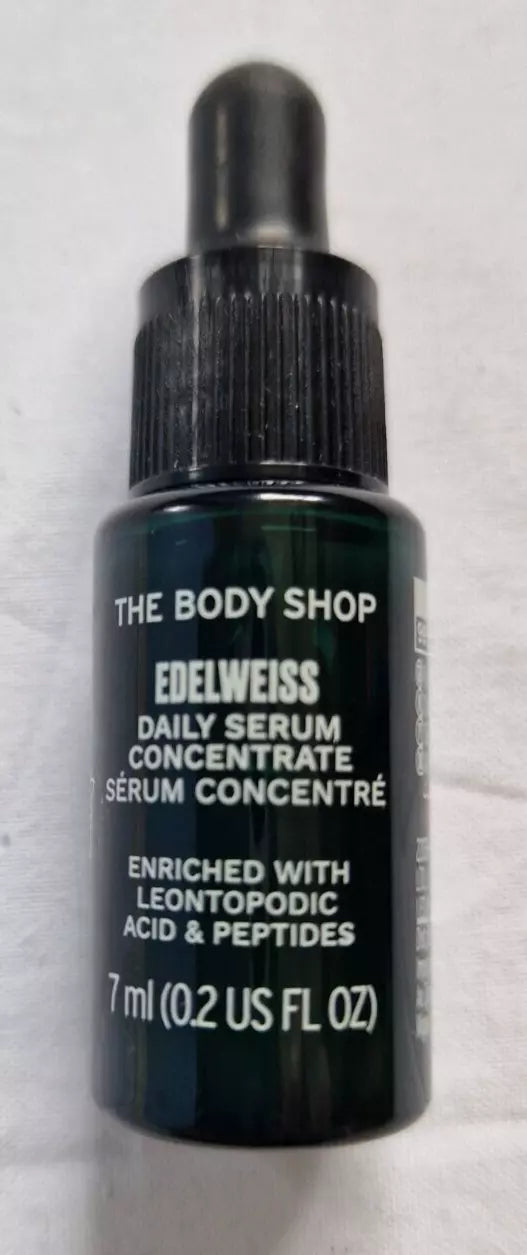 THE BODY SHOP
EDELWEISS
DAILY SERUM
CONCENTRATE
SÉRUM CONCENTRÉ
ENRICHED WITH
LEONTOPODIC
ACID & PEPTIDES
7 ml (0.2 US FL OZ)